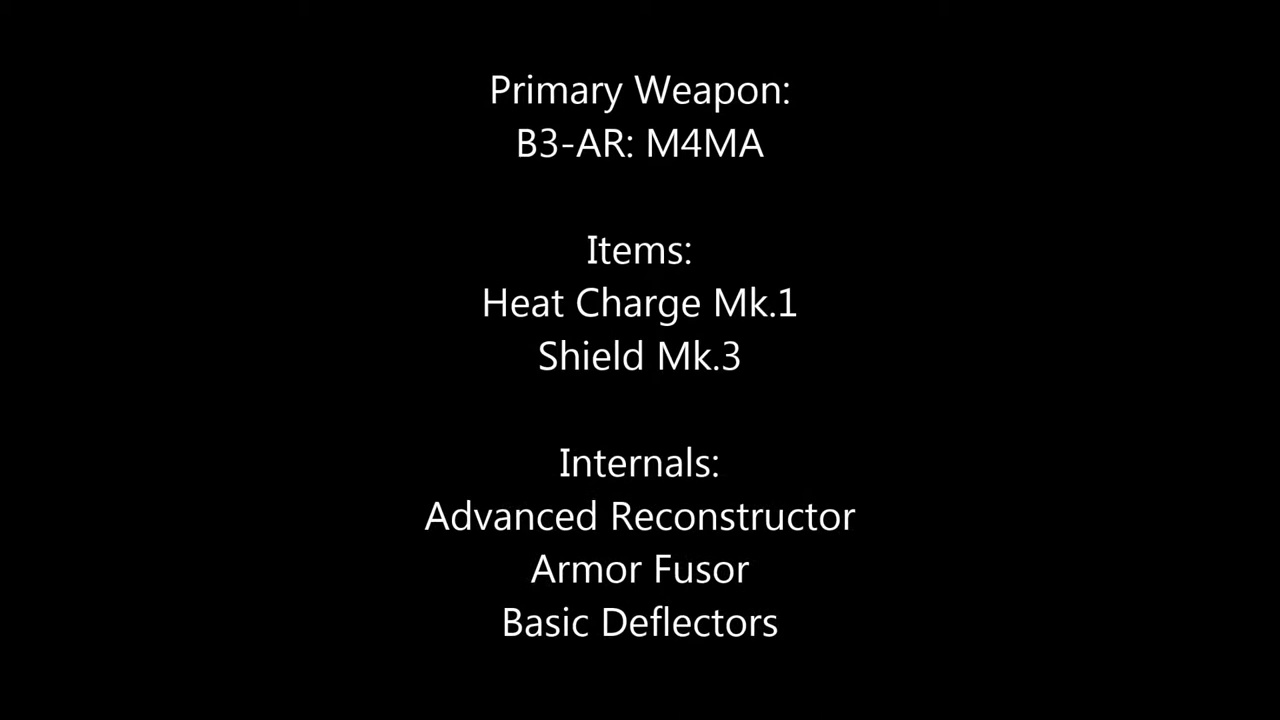 Primary Weapon:
B3-AR: M4MA
Items:
Heat Charge Mk.1
Shield Mk.3
Internals:
Advanced Reconstructor
Armor Fusor
Basic Deflectors